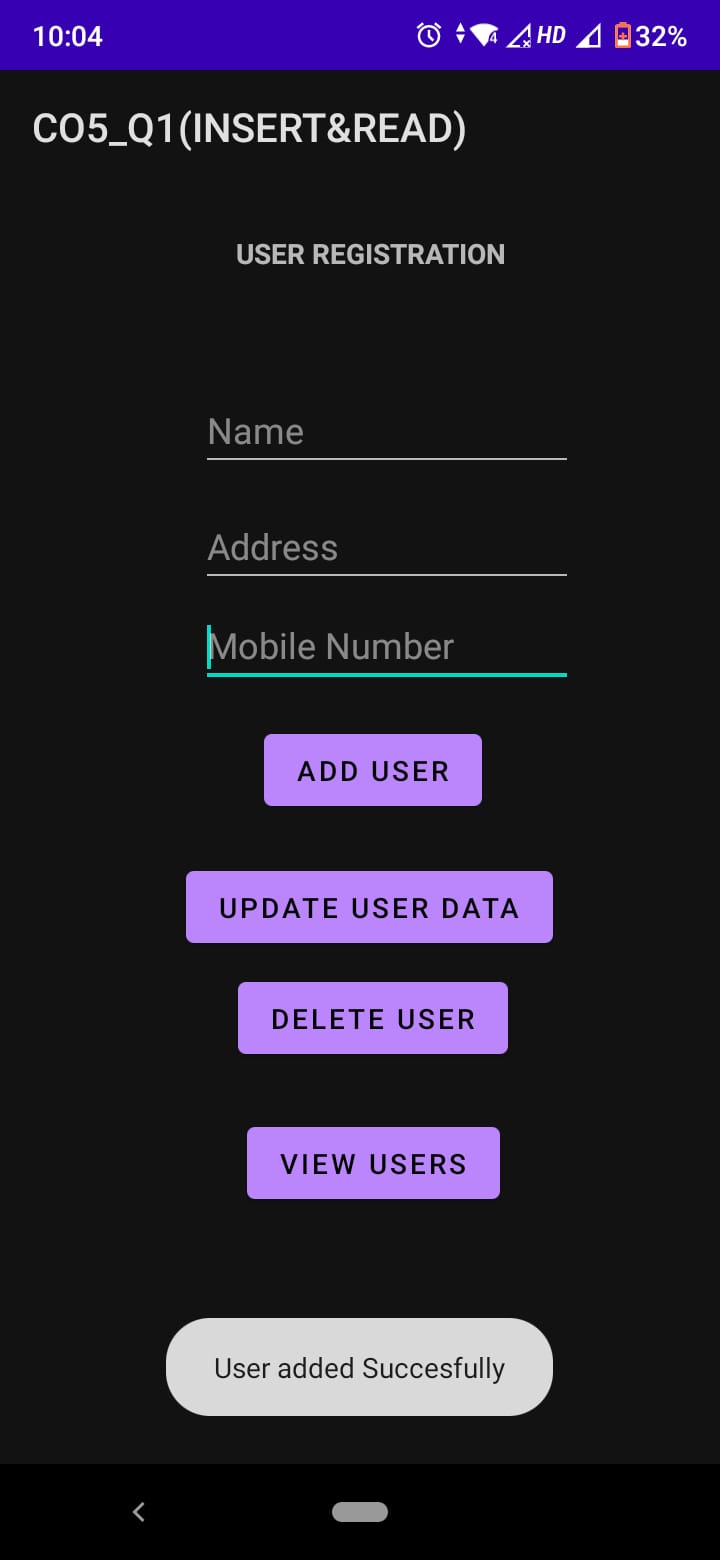 10:04
4
HD
32%
CO5_Q1(INSERT&READ)
USER REGISTRATION
Name
Address
Mobile Number
ADD USER
UPDATE USER DATA
DELETE USER
VIEW USERS
User added Succesfully